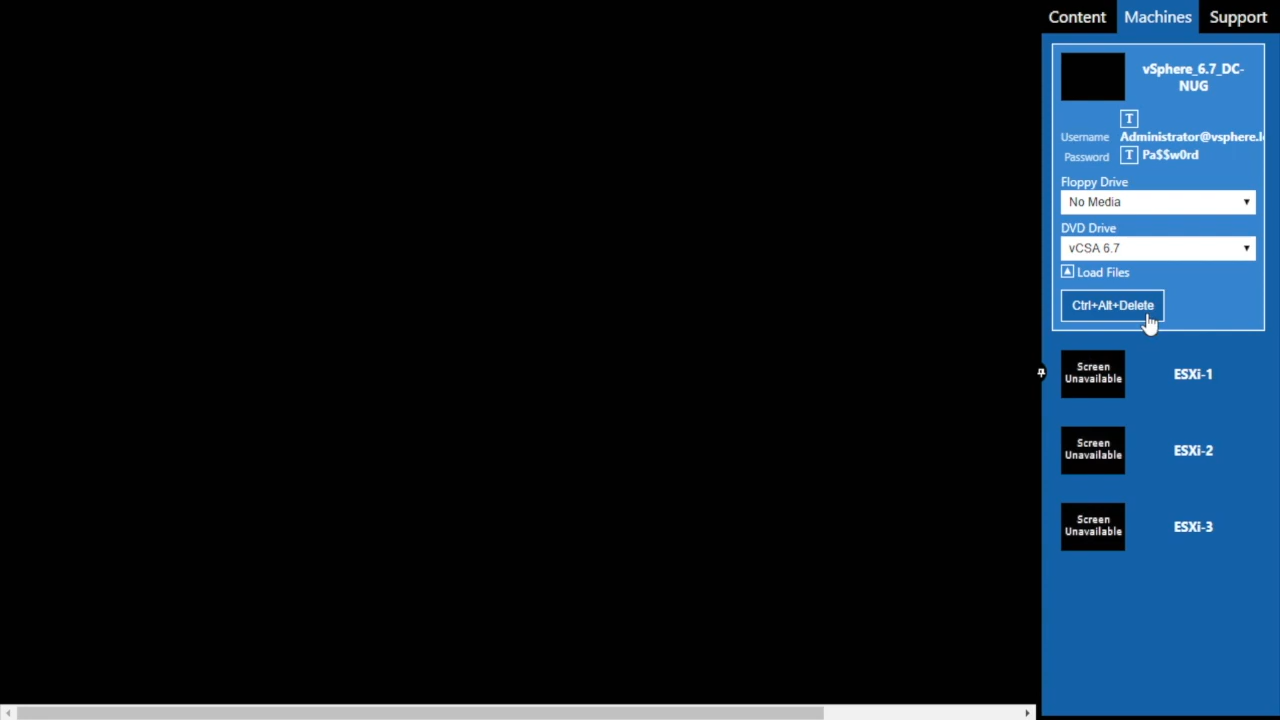 Content Machines Support
vSphere_6.7_DC-
NUG
T
Username Administrator@vsphere.l
Password T Pa$$w0rd
Floppy Drive
No Media
DVD Drive
vCSA 6.7
Load Files
Ctrl+Alt+Delete
Screen
Unavailable
ESXi-1
Screen
Unavailable
ESXi-2
Screen
Unavailable
ESXi-3